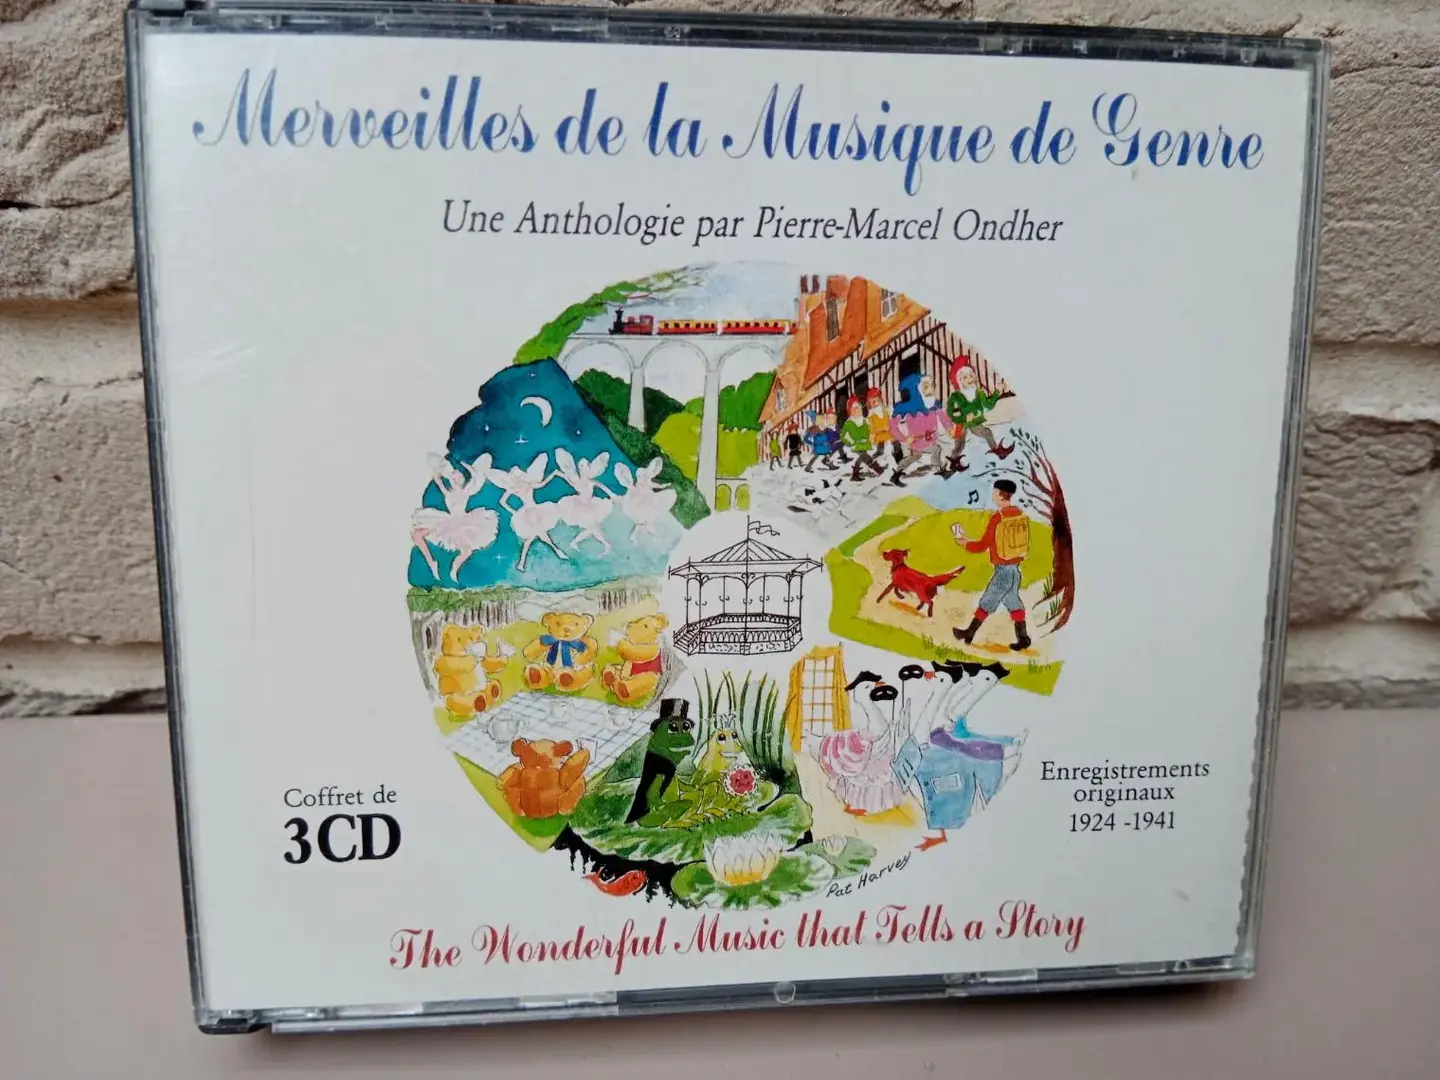 Merveilles de la Musique de Genre
Une Anthologie par Pierre-Marcel Ondher
Coffret de
3CD
Enregistrements
originaux
1924 -1941
Pat Harvey
The Wonderful Music that Tells a Story